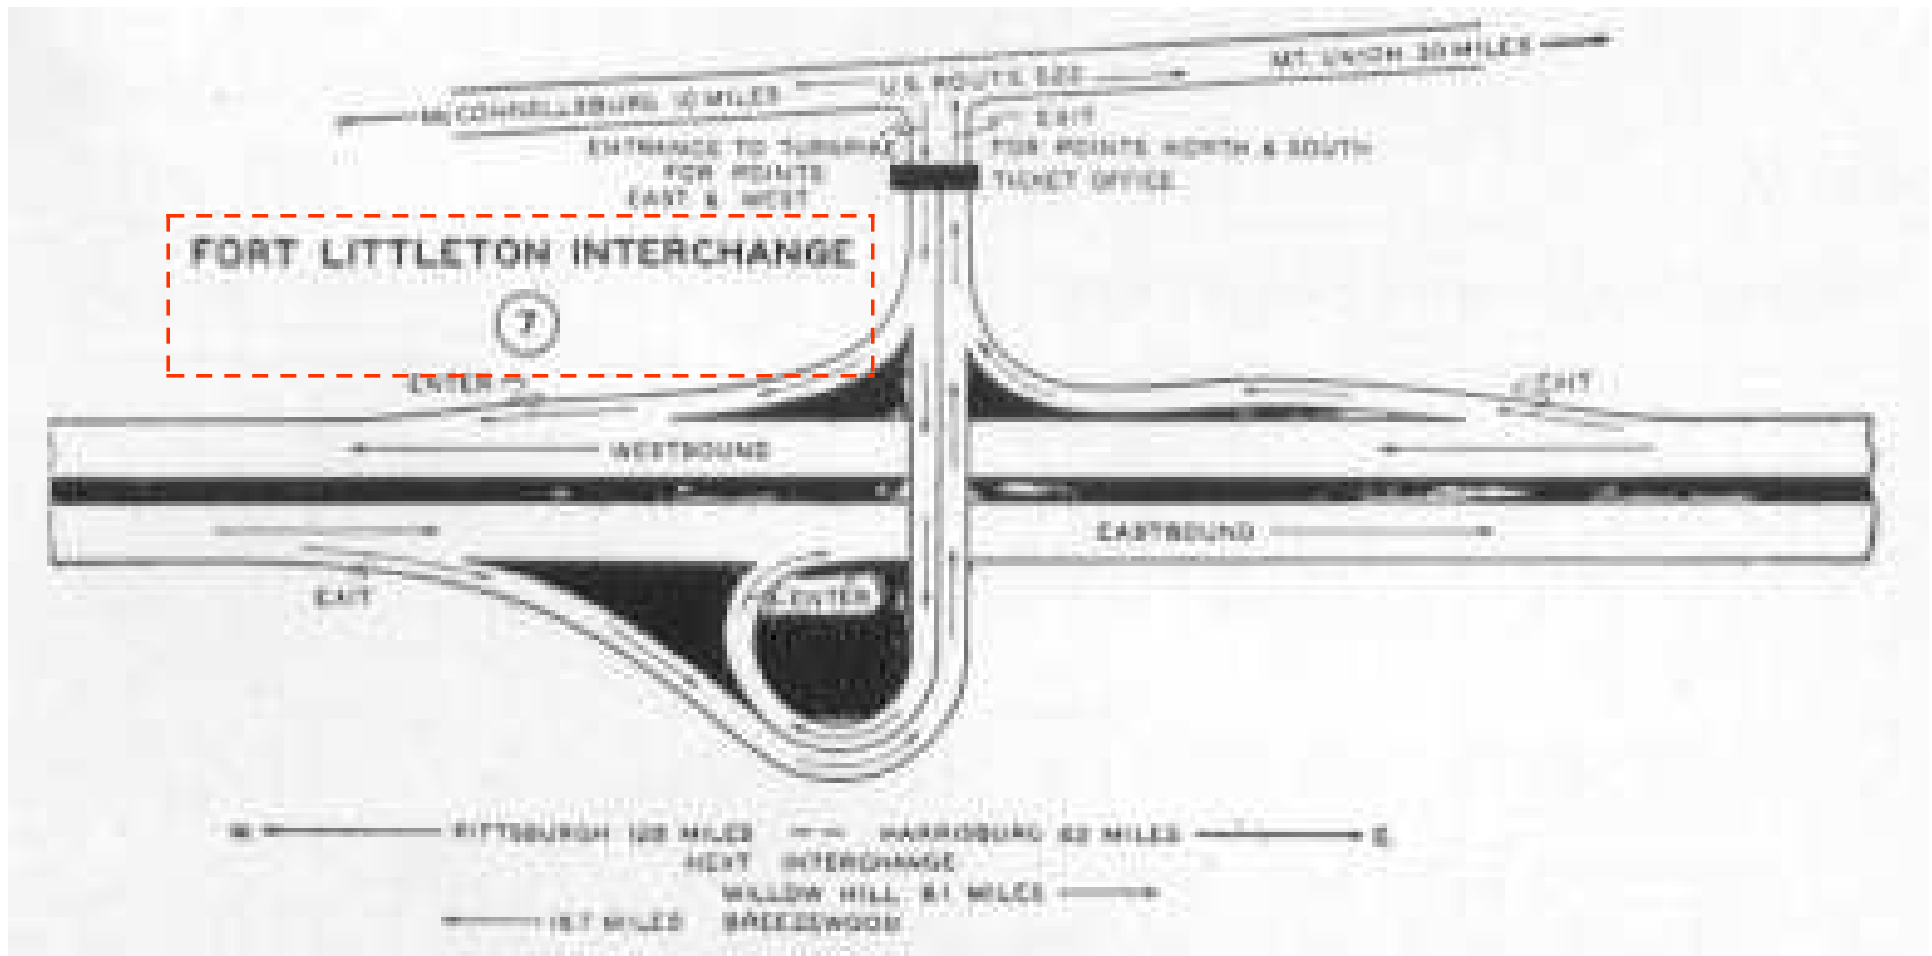 MT. UNION 30 MILES
U.S. ROUTE 522
McCONNELLSBURG 10 MILES
EXIT
ENTRANCE TO TURNPIKE
FOR POINTS
EAST & WEST
FOR POINTS NORTH & SOUTH
TICKET OFFICE
FORT LITTLETON INTERCHANGE
7
ENTER
EXIT
WESTBOUND
EASTBOUND
EXIT
ENTER
W. PITTSBURGH MILES — — HARRISBURG MILES E.
NEXT INTERCHANGE
WILLOW HILL MILES
MILES BREEZEWOOD